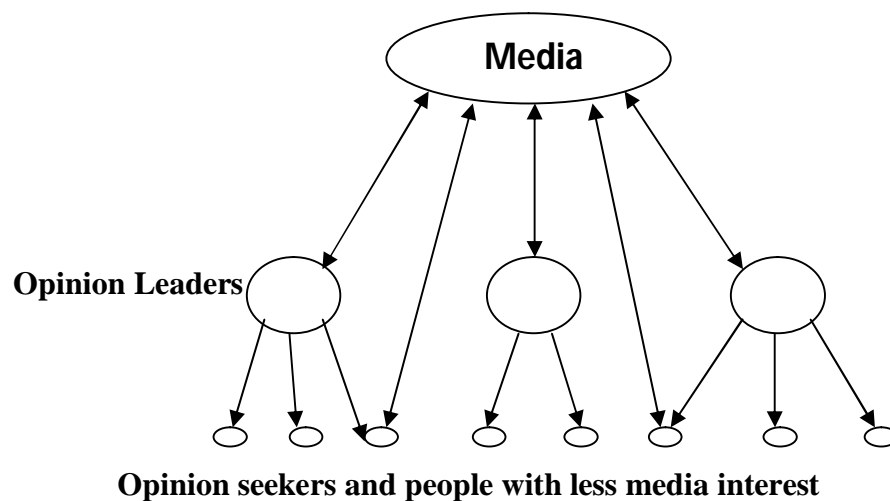 Media
Opinion Leaders
Opinion seekers and people with less media interest